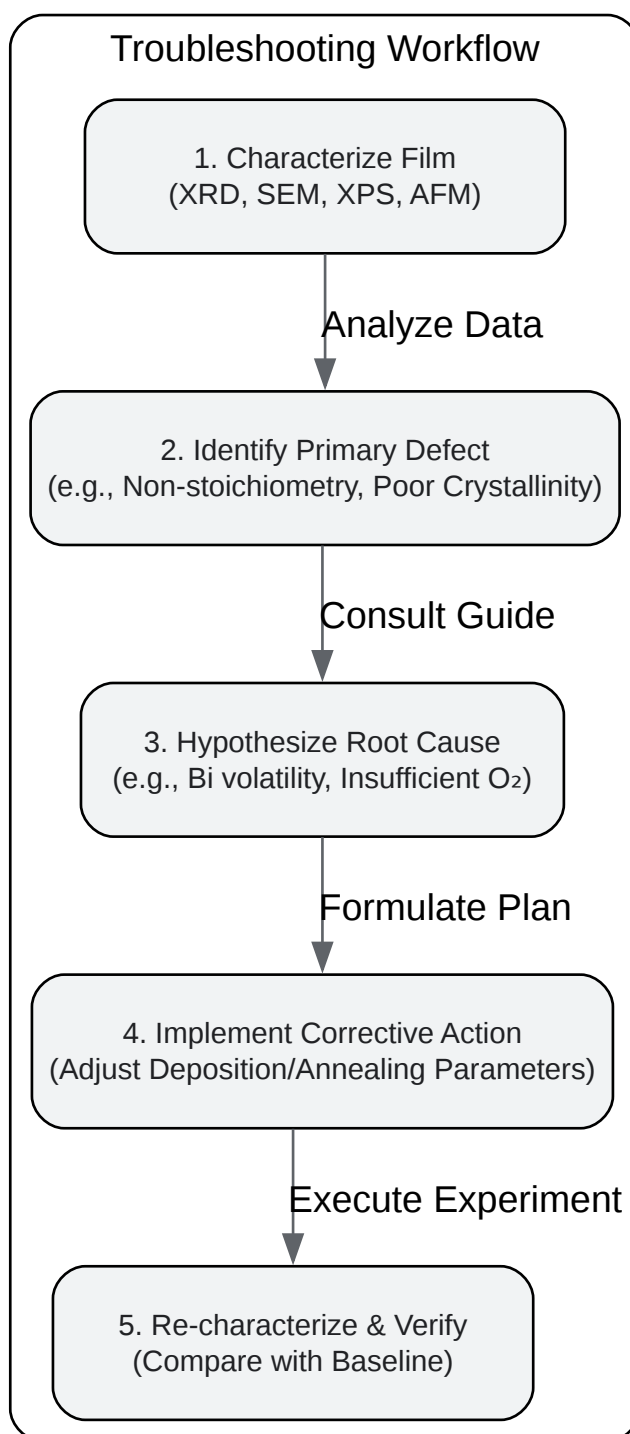 Troubleshooting Workflow
1. Characterize Film
(XRD, SEM, XPS, AFM)
Analyze Data
2. Identify Primary Defect
(e.g., Non-stoichiometry, Poor Crystallinity)
Consult Guide
3. Hypothesize Root Cause
(e.g., Bi volatility, Insufficient O₂)
Formulate Plan
4. Implement Corrective Action
(Adjust Deposition/Annealing Parameters)
Execute Experiment
5. Re-characterize & Verify
(Compare with Baseline)